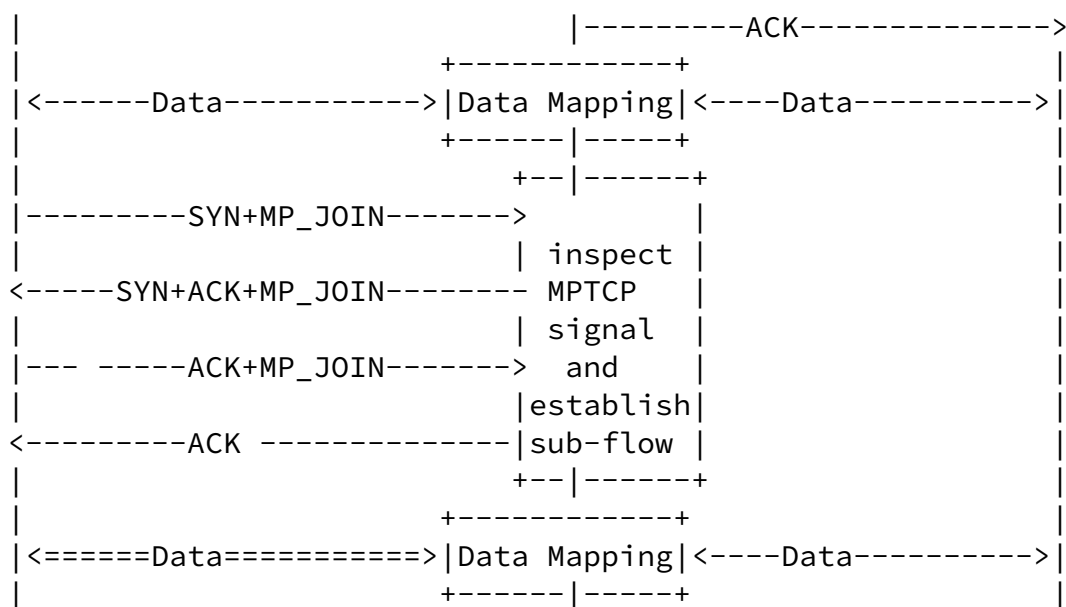 |                              |---------ACK-------------->
|                       +------------+                    |
|<------Data----------->|Data Mapping|<----Data---------->|
|                       +------|-----+                    |
|                           +--|------+                   |
|---------SYN+MP_JOIN------->         |                   |
|                           | inspect |                   |
<-----SYN+ACK+MP_JOIN-------- MPTCP   |                   |
|                           | signal  |                   |
|--- -----ACK+MP_JOIN------->  and    |                   |
|                           |establish|                   |
<---------ACK --------------|sub-flow |                   |
|                           +--|------+                   |
|                       +------------+                    |
|<======Data===========>|Data Mapping|<----Data---------->|
|                       +------|-----+                    |